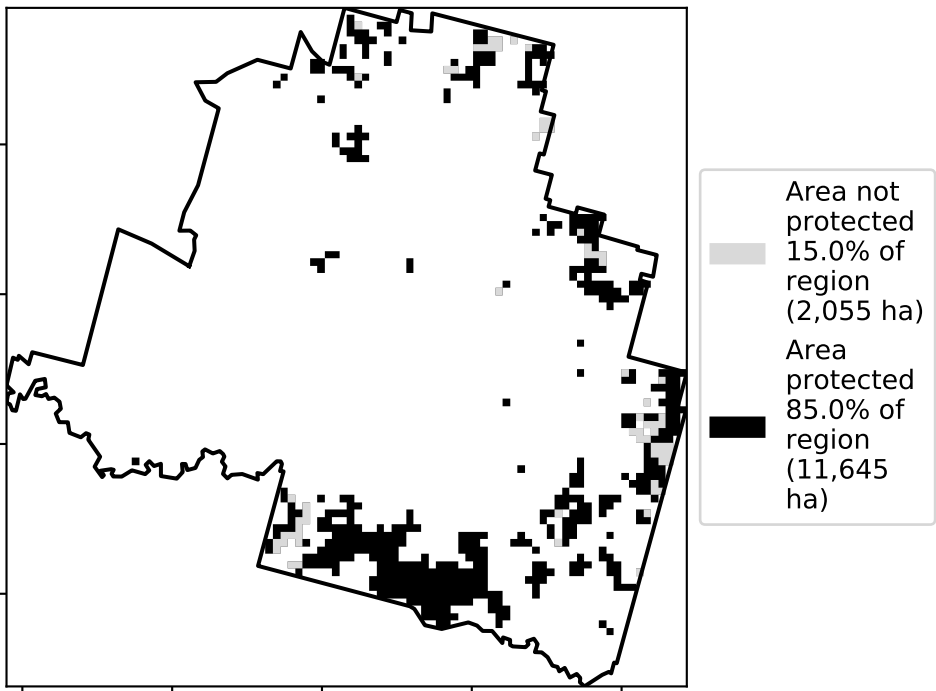 Area not
protected
15.0% of
region
(2,055 ha)
Area
protected
85.0% of
region
(11,645
ha)